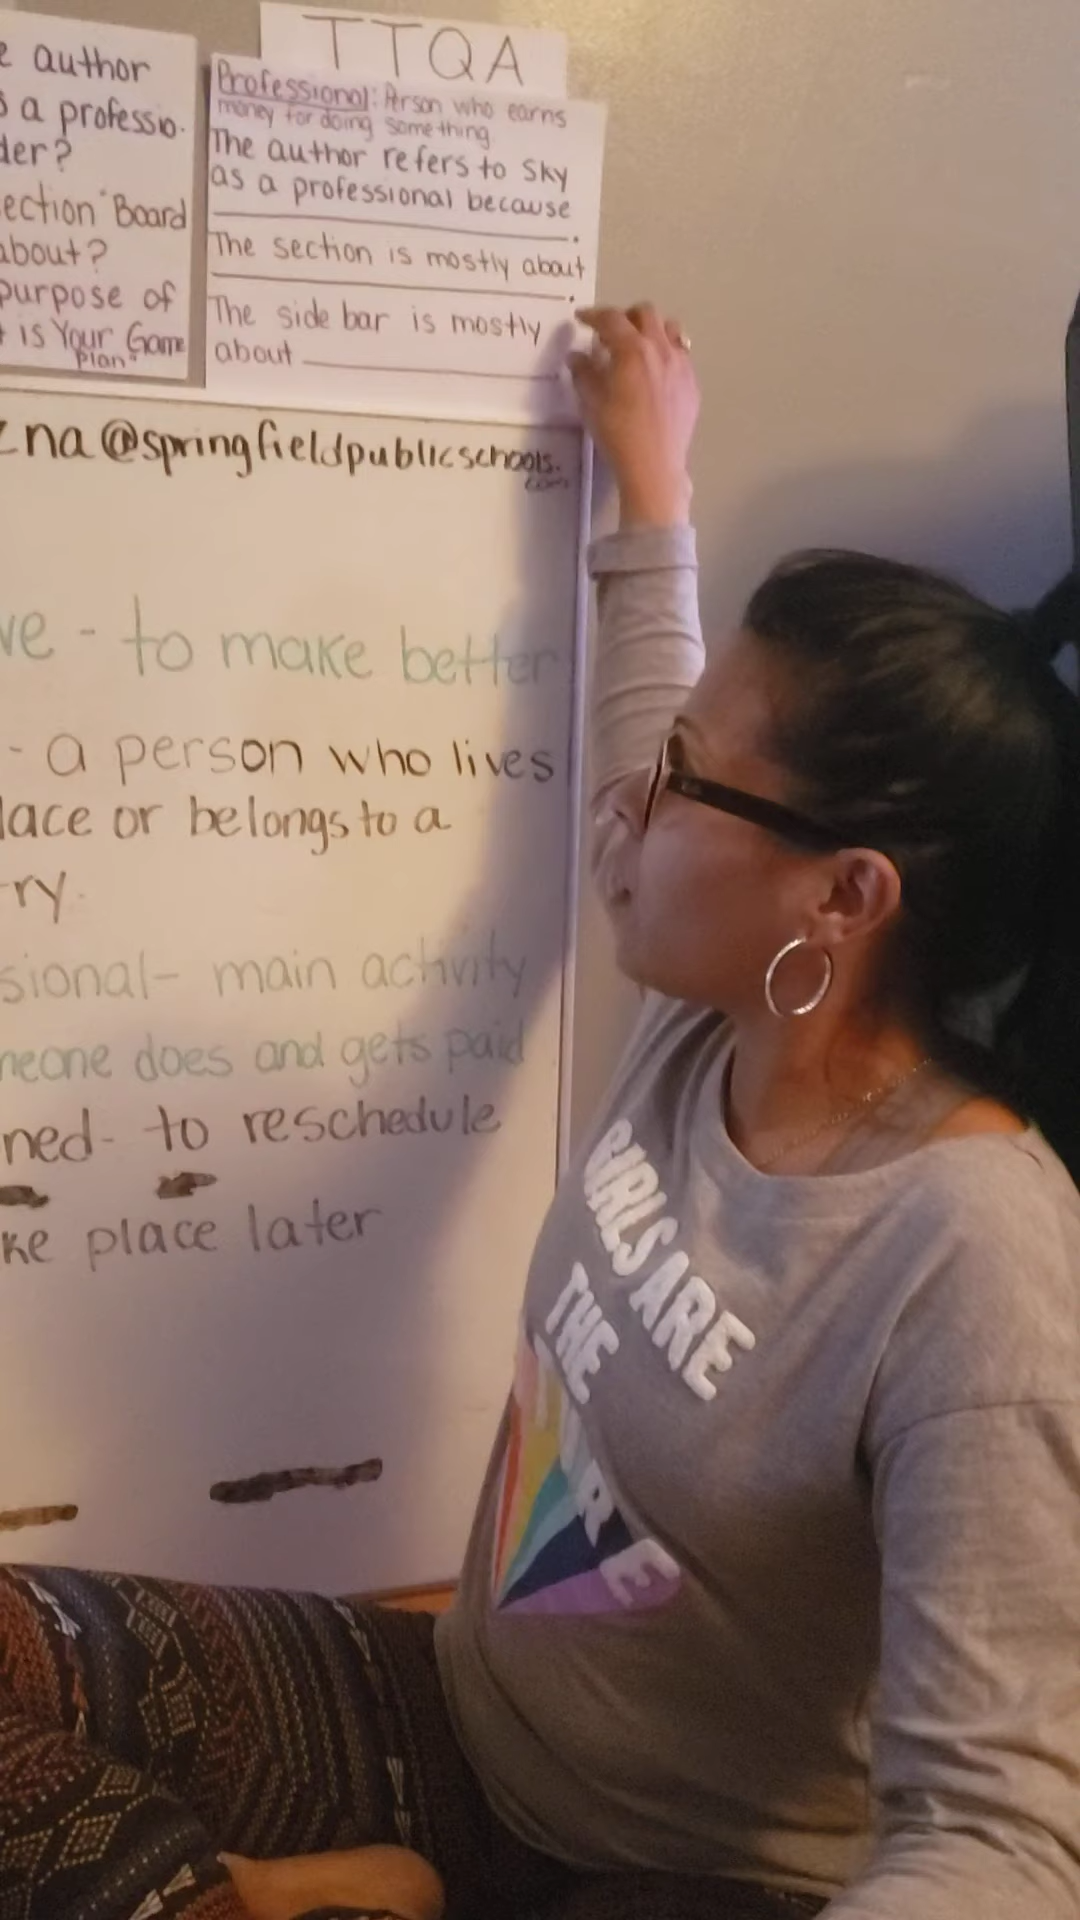 TTQA
Professional: Person who earns
money for doing something
The author refers to Sky
as a professional because
.
The section is mostly about
.
The side bar is mostly
about .
e author
s a professio.
der?
ection "Board
about?
purpose of
t is Your Game
Plan"
zna@springfieldpublicschools.
com
ve - to make better
- a person who lives
lace or belongs to a
ry.
sional- main activity
neone does and gets paid
ned- to reschedule
ke place later
GIRLS ARE
THE
RE